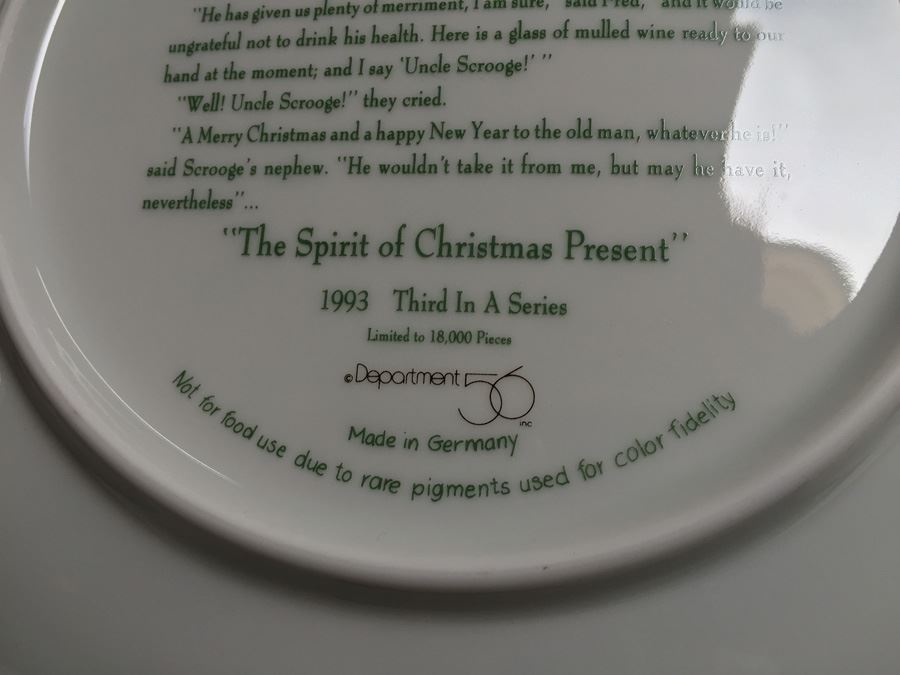 "He has given us plenty of merriment, I am sure," said Fred, "and it would be
ungrateful not to drink his health. Here is a glass of mulled wine ready to our
hand at the moment; and I say 'Uncle Scrooge!' "
"Well! Uncle Scrooge!" they cried.
"A Merry Christmas and a happy New Year to the old man, whatever he is!"
said Scrooge's nephew. "He wouldn't take it from me, but may he have it,
nevertheless"...
"The Spirit of Christmas Present"
1993 Third In A Series
Limited to 18,000 Pieces
©Department 56 inc
Made in Germany
Not for food use due to rare pigments used for color fidelity